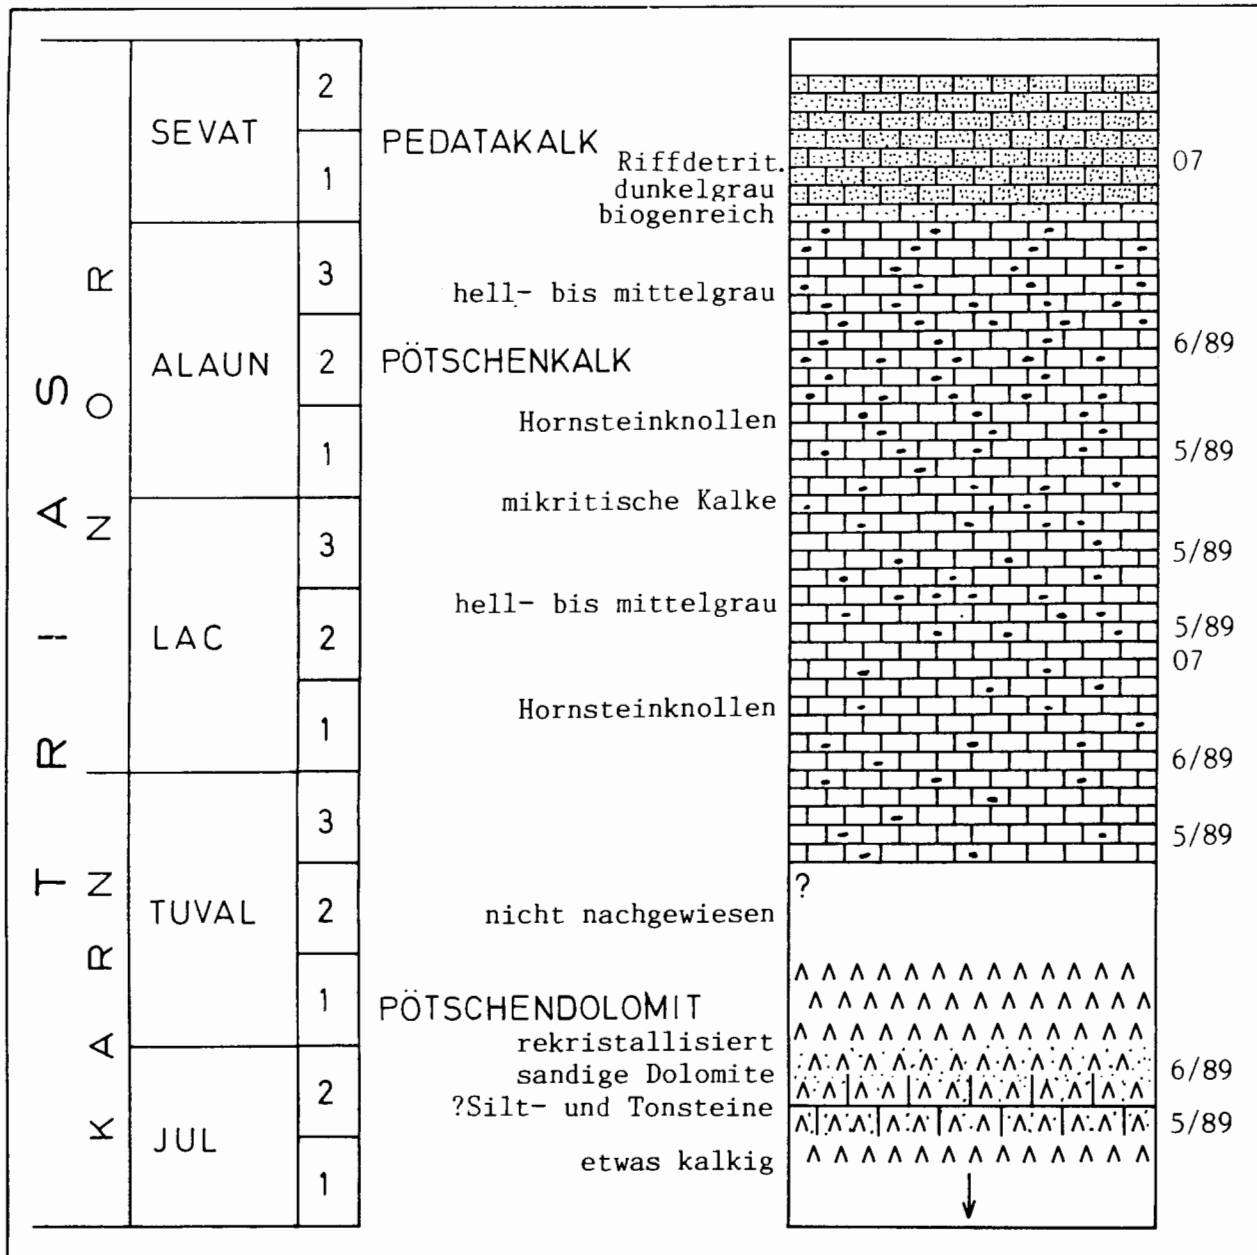 TRIAS
NOR
KARN
SEVAT
2
1
ALAUN
3
2
1
LAC
3
2
1
TUVAL
3
2
1
JUL
2
1
PEDATAKALK
Riffdetrit.
dunkelgrau
biogenreich
hell- bis mittelgrau
PÖTSCHENKALK
Hornsteinknollen
mikritische Kalke
hell- bis mittelgrau
Hornsteinknollen
nicht nachgewiesen
PÖTSCHENDOLOMIT
rekristallisiert
sandige Dolomite
?Silt- und Tonsteine
etwas kalkig
?
07
6/89
5/89
5/89
5/89
07
6/89
5/89
6/89
5/89